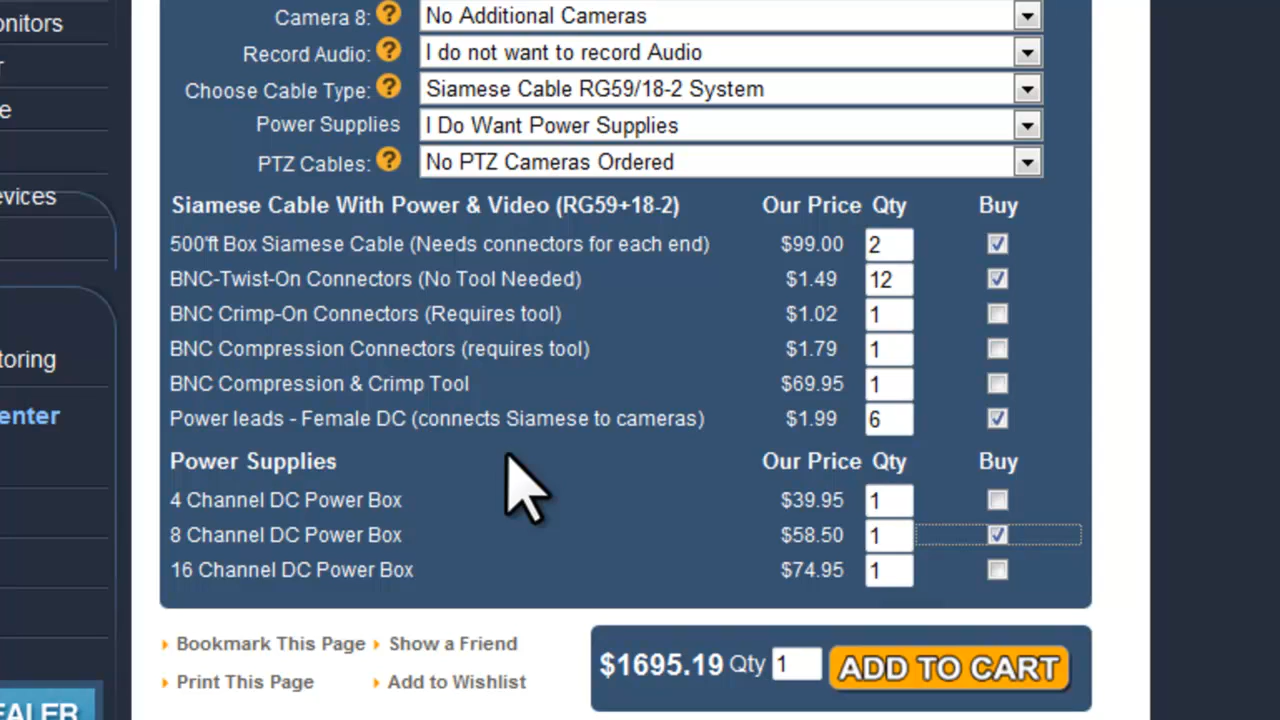 onitors
r
e
evices
toring
enter
EALER
Camera 8: ? No Additional Cameras
Record Audio: ? I do not want to record Audio
Choose Cable Type: ? Siamese Cable RG59/18-2 System
Power Supplies I Do Want Power Supplies
PTZ Cables: ? No PTZ Cameras Ordered
Siamese Cable With Power & Video (RG59+18-2) Our Price Qty Buy
500'ft Box Siamese Cable (Needs connectors for each end) $99.00 2
BNC-Twist-On Connectors (No Tool Needed) $1.49 12
BNC Crimp-On Connectors (Requires tool) $1.02 1
BNC Compression Connectors (requires tool) $1.79 1
BNC Compression & Crimp Tool $69.95 1
Power leads - Female DC (connects Siamese to cameras) $1.99 6
Power Supplies Our Price Qty Buy
4 Channel DC Power Box $39.95 1
8 Channel DC Power Box $58.50 1
16 Channel DC Power Box $74.95 1
Bookmark This Page Show a Friend
Print This Page Add to Wishlist
$1695.19 Qty 1 ADD TO CART